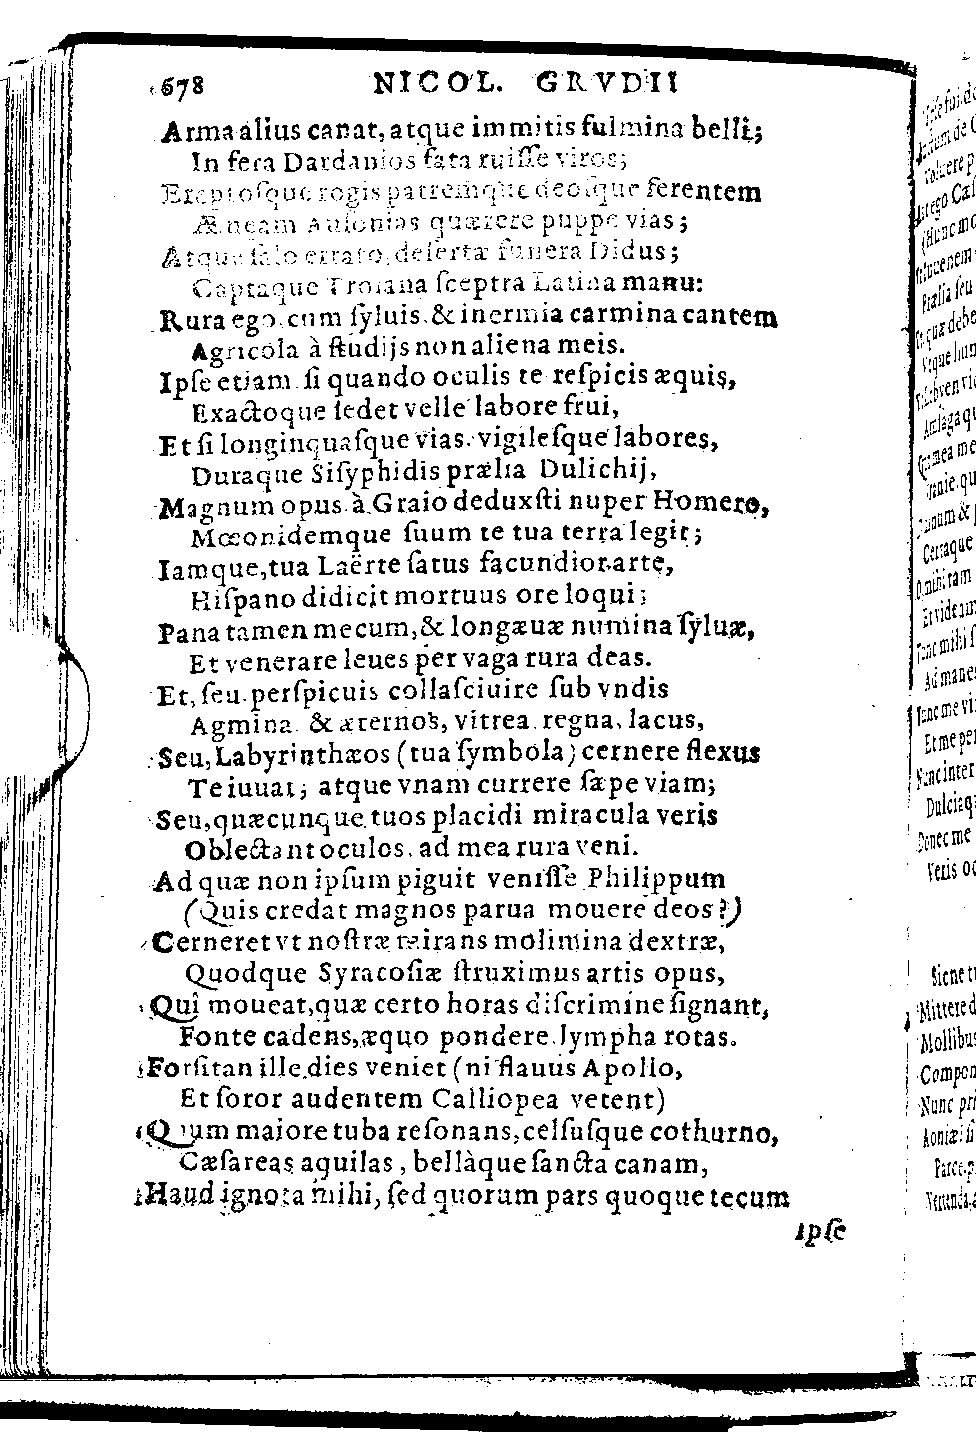 678 NICOL. GRVDII
Arma alius canat, atque immitis fulmina belli;
In fera Dardanios fata ruiſſe viros;
Ereptoſque rogis patremque deoſque ferentem
Æneam Auſonias quærere puppe vias;
Atque ſalo errato, deſertæ funera Didus;
Captaque Troiana ſceptra Latina manu:
Rura ego cum ſyluis & inermia carmina cantem
Agricola à ſtudijs non aliena meis.
Ipſe etiam ſi quando oculis te reſpicis æquis,
Exactoque ſedet velle labore frui,
Et ſi longinquaſque vias vigileſque labores,
Duraque Siſyphidis prælia Dulichij,
Magnum opus à Graio deduxſti nuper Homero,
Mœonidemque ſuum te tua terra legit;
Iamque, tua Laërte ſatus facundior arte,
Hiſpano didicit mortuus ore loqui;
Pana tamen mecum, & longæuæ numina ſyluæ,
Et venerare leues per vaga rura deas.
Et, ſeu perſpicuis collaſciuire ſub vndis
Agmina & æternos, vitrea regna, lacus,
Seu, Labyrinthæos (tua ſymbola) cernere flexus
Te iuuat; atque vnam currere ſæpe viam;
Seu, quæcunque tuos placidi miracula veris
Oblectant oculos, ad mea rura veni.
Ad quæ non ipſum piguit veniſſe Philippum
(Quis credat magnos parua mouere deos?)
Cerneret vt noſtræ mirans molimina dextræ,
Quodque Syracoſiæ ſtruximus artis opus,
Quî moueat, quæ certo horas diſcrimine ſignant,
Fonte cadens, æquo pondere lympha rotas.
Forſitan ille dies veniet (ni flauus Apollo,
Et ſoror audentem Calliopea vetent)
Quum maiore tuba reſonans, celſuſque cothurno,
Cæſareas aquilas, bellàque ſancta canam,
Haud ignota mihi, ſed quorum pars quoque tecum
ipſe